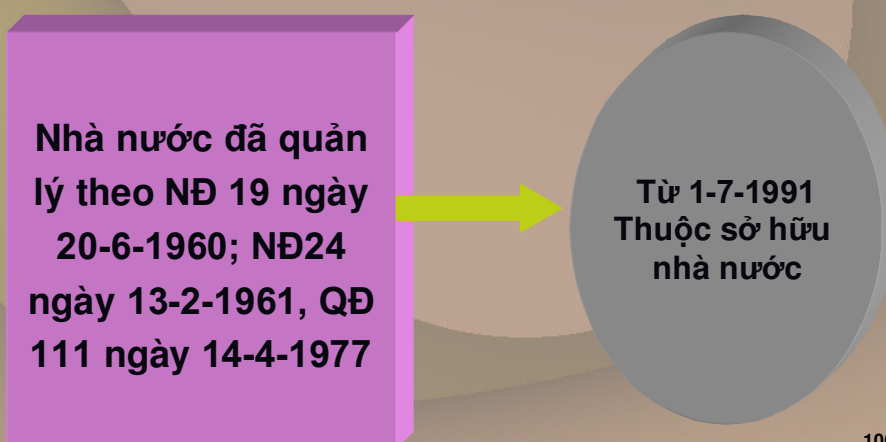 Nhà nước đã quản
lý theo NĐ 19 ngày
20-6-1960; NĐ24
ngày 13-2-1961, QĐ
111 ngày 14-4-1977
Từ 1-7-1991
Thuộc sở hữu
nhà nước